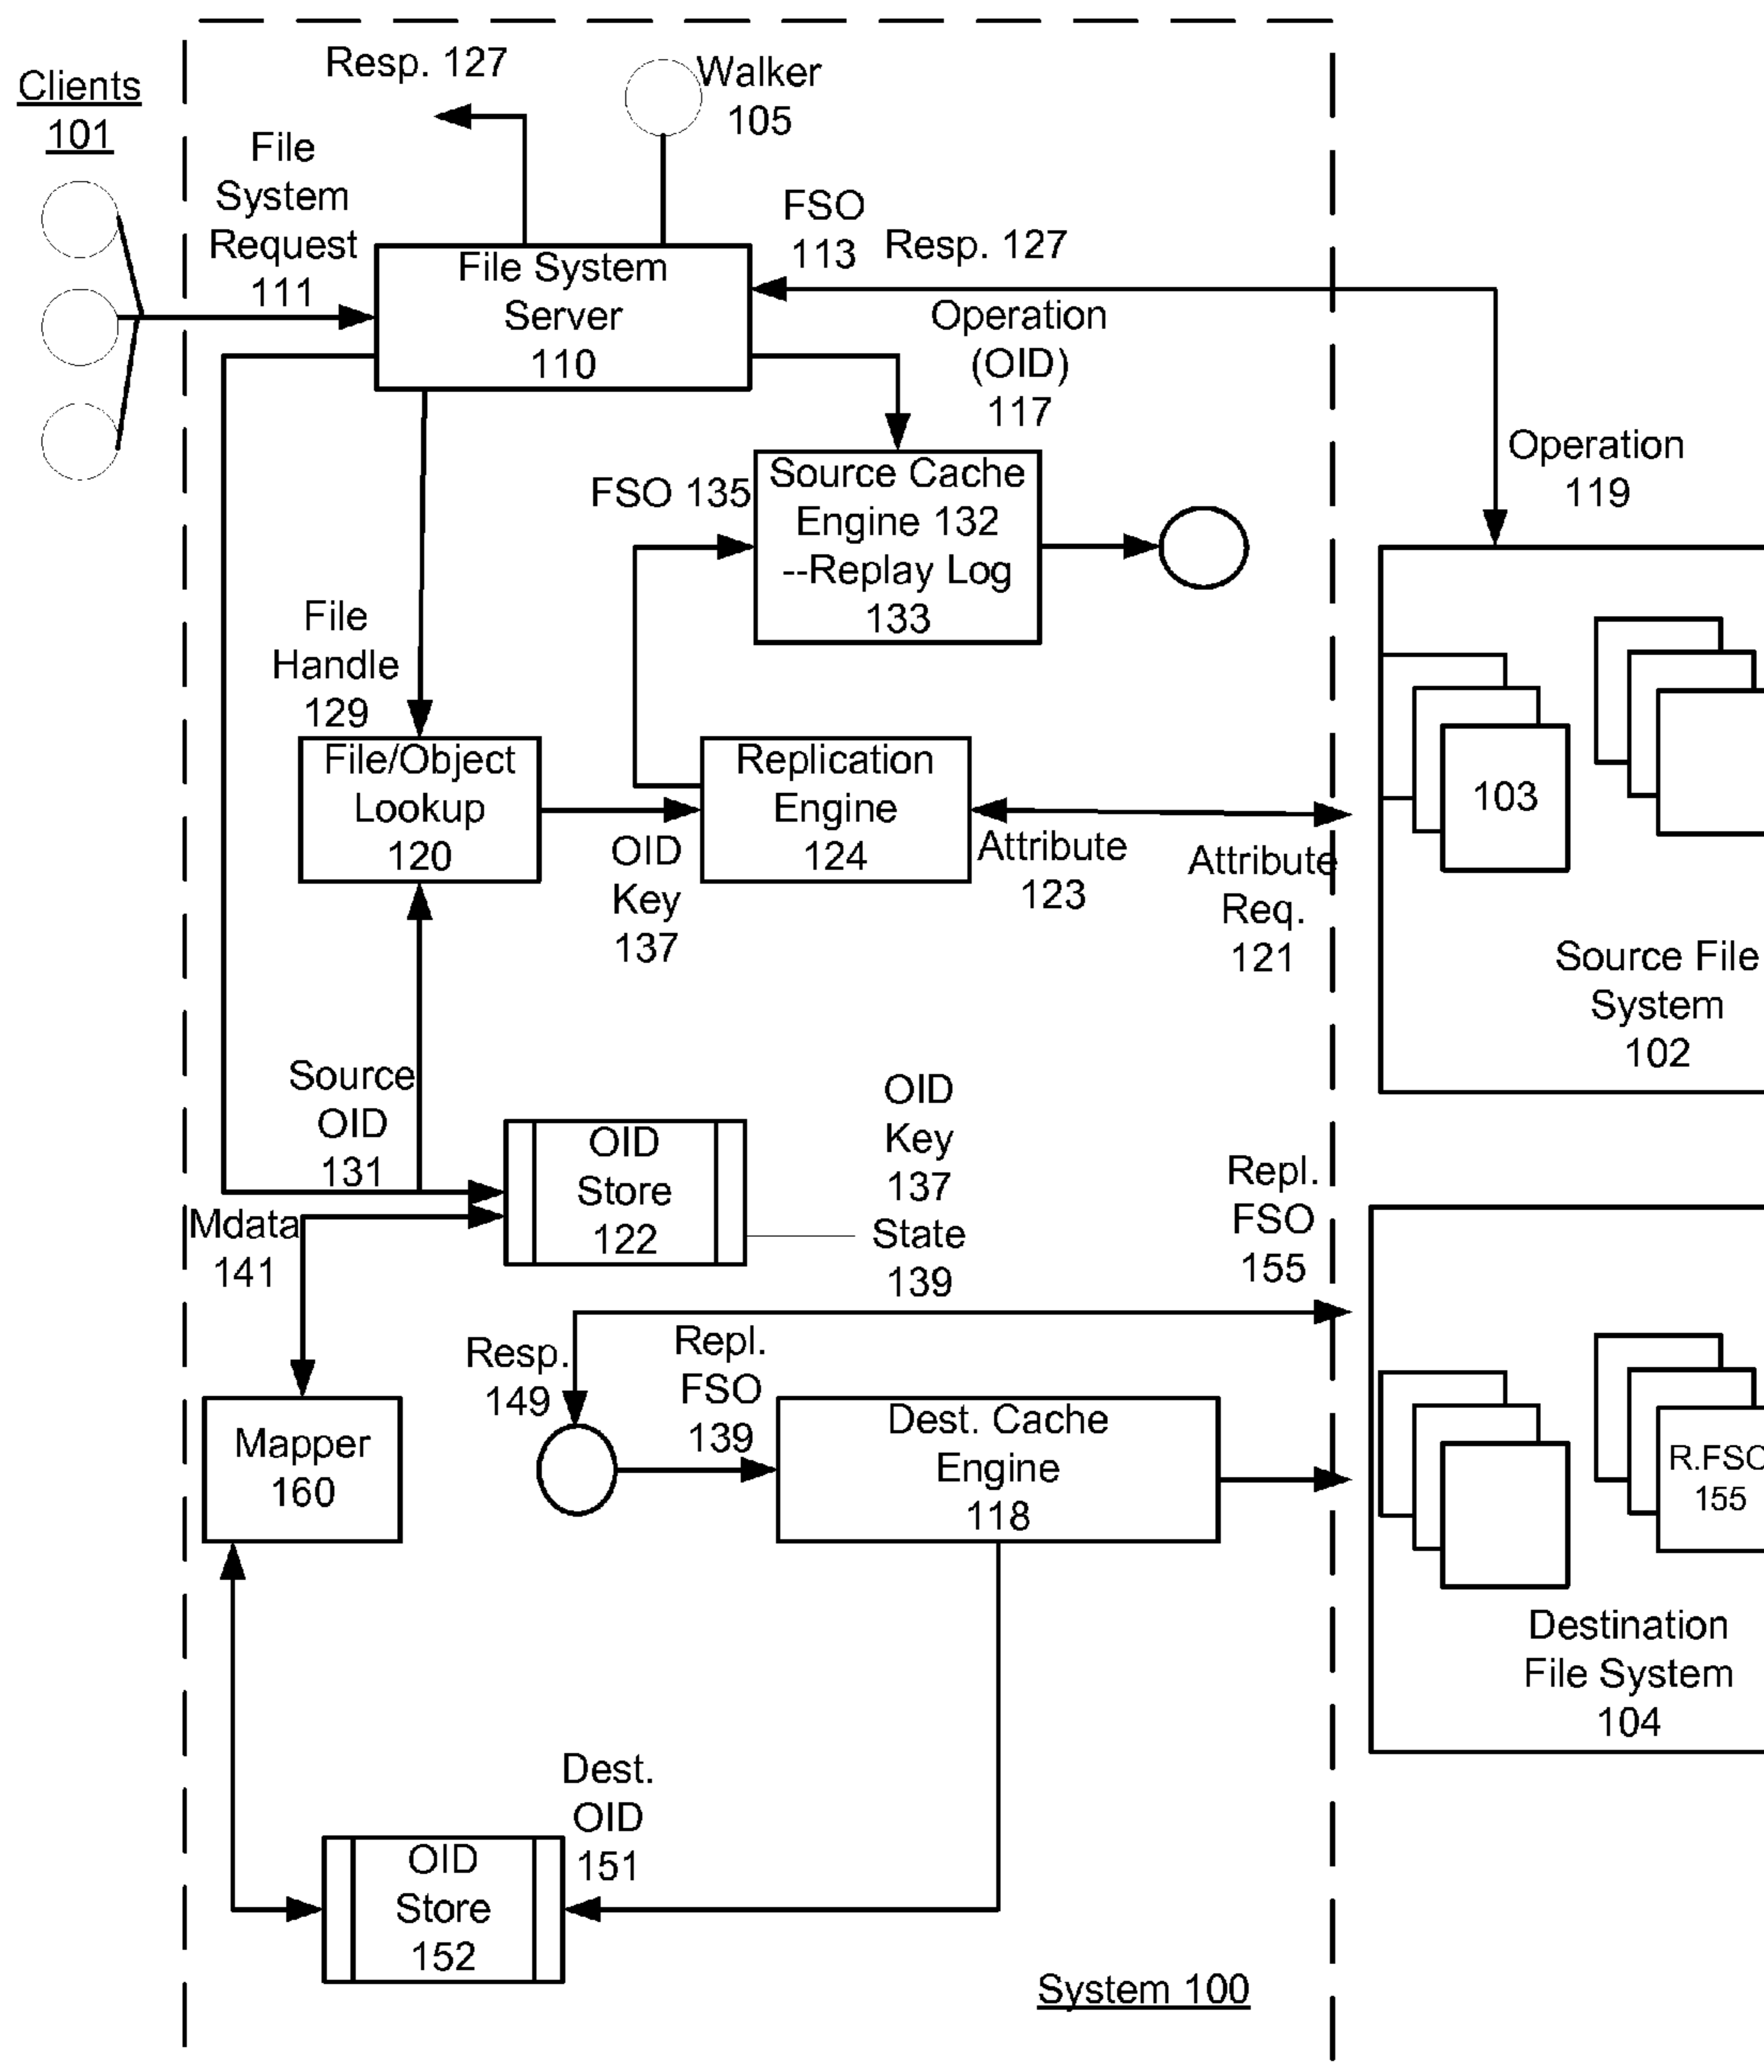 Clients
101
Resp. 127
Walker
105
File
System
Request
111
FSO
113
Resp. 127
File System
Server
110
Operation
(OID)
117
Operation
119
FSO 135
Source Cache
Engine 132
--Replay Log
133
File
Handle
129
File/Object
Lookup
120
OID
Key
137
Replication
Engine
124
Attribute
123
Attribute
Req.
121
103
Source File
System
102
Source
OID
131
OID
Store
122
OID
Key
137
State
139
Mdata
141
Repl.
FSO
155
Resp.
149
Repl.
FSO
139
Mapper
160
Dest. Cache
Engine
118
R.FSO
155
Destination
File System
104
Dest.
OID
151
OID
Store
152
System 100